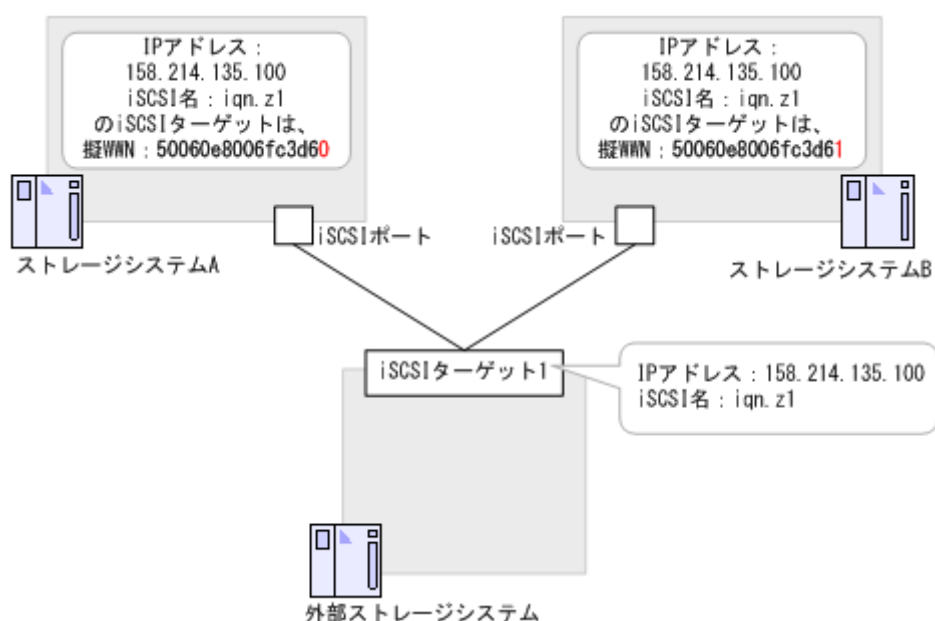 IPアドレス：
158.214.135.100
iSCSI名：iqn.z1
のiSCSIターゲットは、
擬WWN：50060e8006fc3d60
IPアドレス：
158.214.135.100
iSCSI名：iqn.z1
のiSCSIターゲットは、
擬WWN：50060e8006fc3d61
iSCSIポート
iSCSIポート
ストレージシステムA
ストレージシステムB
iSCSIターゲット1
IPアドレス：158.214.135.100
iSCSI名：iqn.z1
外部ストレージシステム